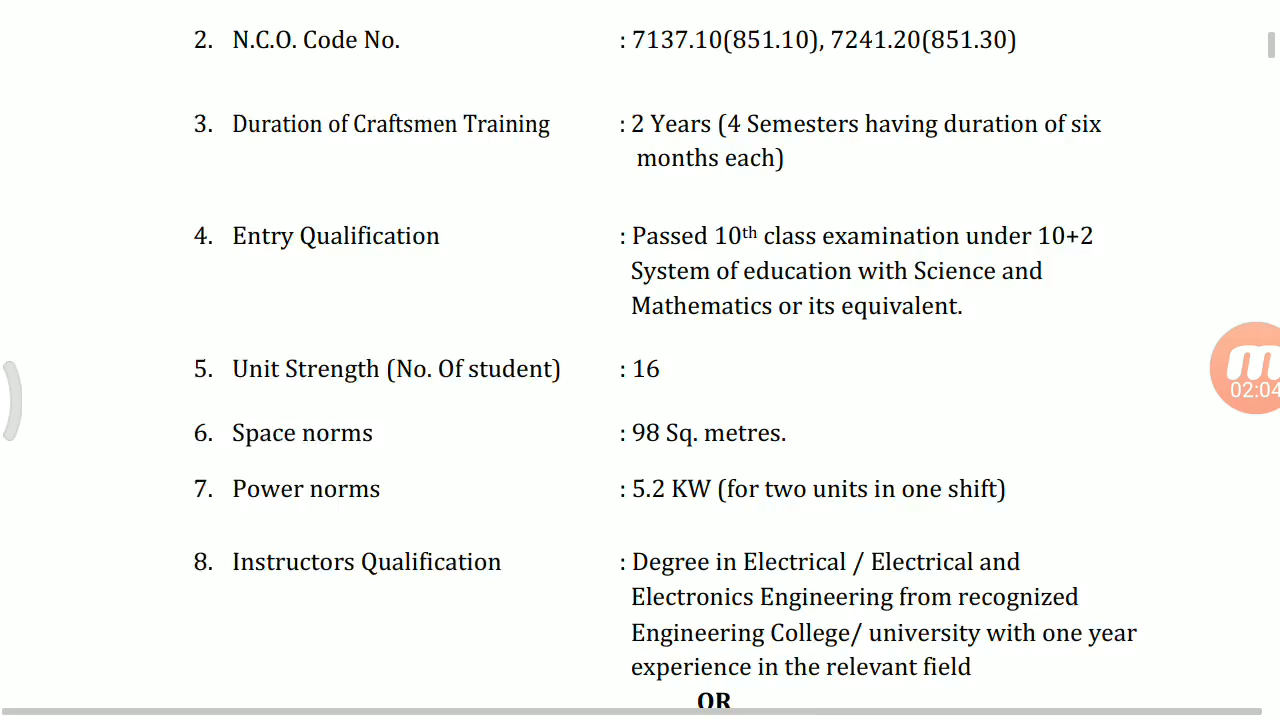 2. N.C.O. Code No. : 7137.10(851.10), 7241.20(851.30)
3. Duration of Craftsmen Training : 2 Years (4 Semesters having duration of six
months each)
4. Entry Qualification : Passed 10th class examination under 10+2
System of education with Science and
Mathematics or its equivalent.
5. Unit Strength (No. Of student) : 16
6. Space norms : 98 Sq. metres.
7. Power norms : 5.2 KW (for two units in one shift)
8. Instructors Qualification : Degree in Electrical / Electrical and
Electronics Engineering from recognized
Engineering College/ university with one year
experience in the relevant field
OR
02:04